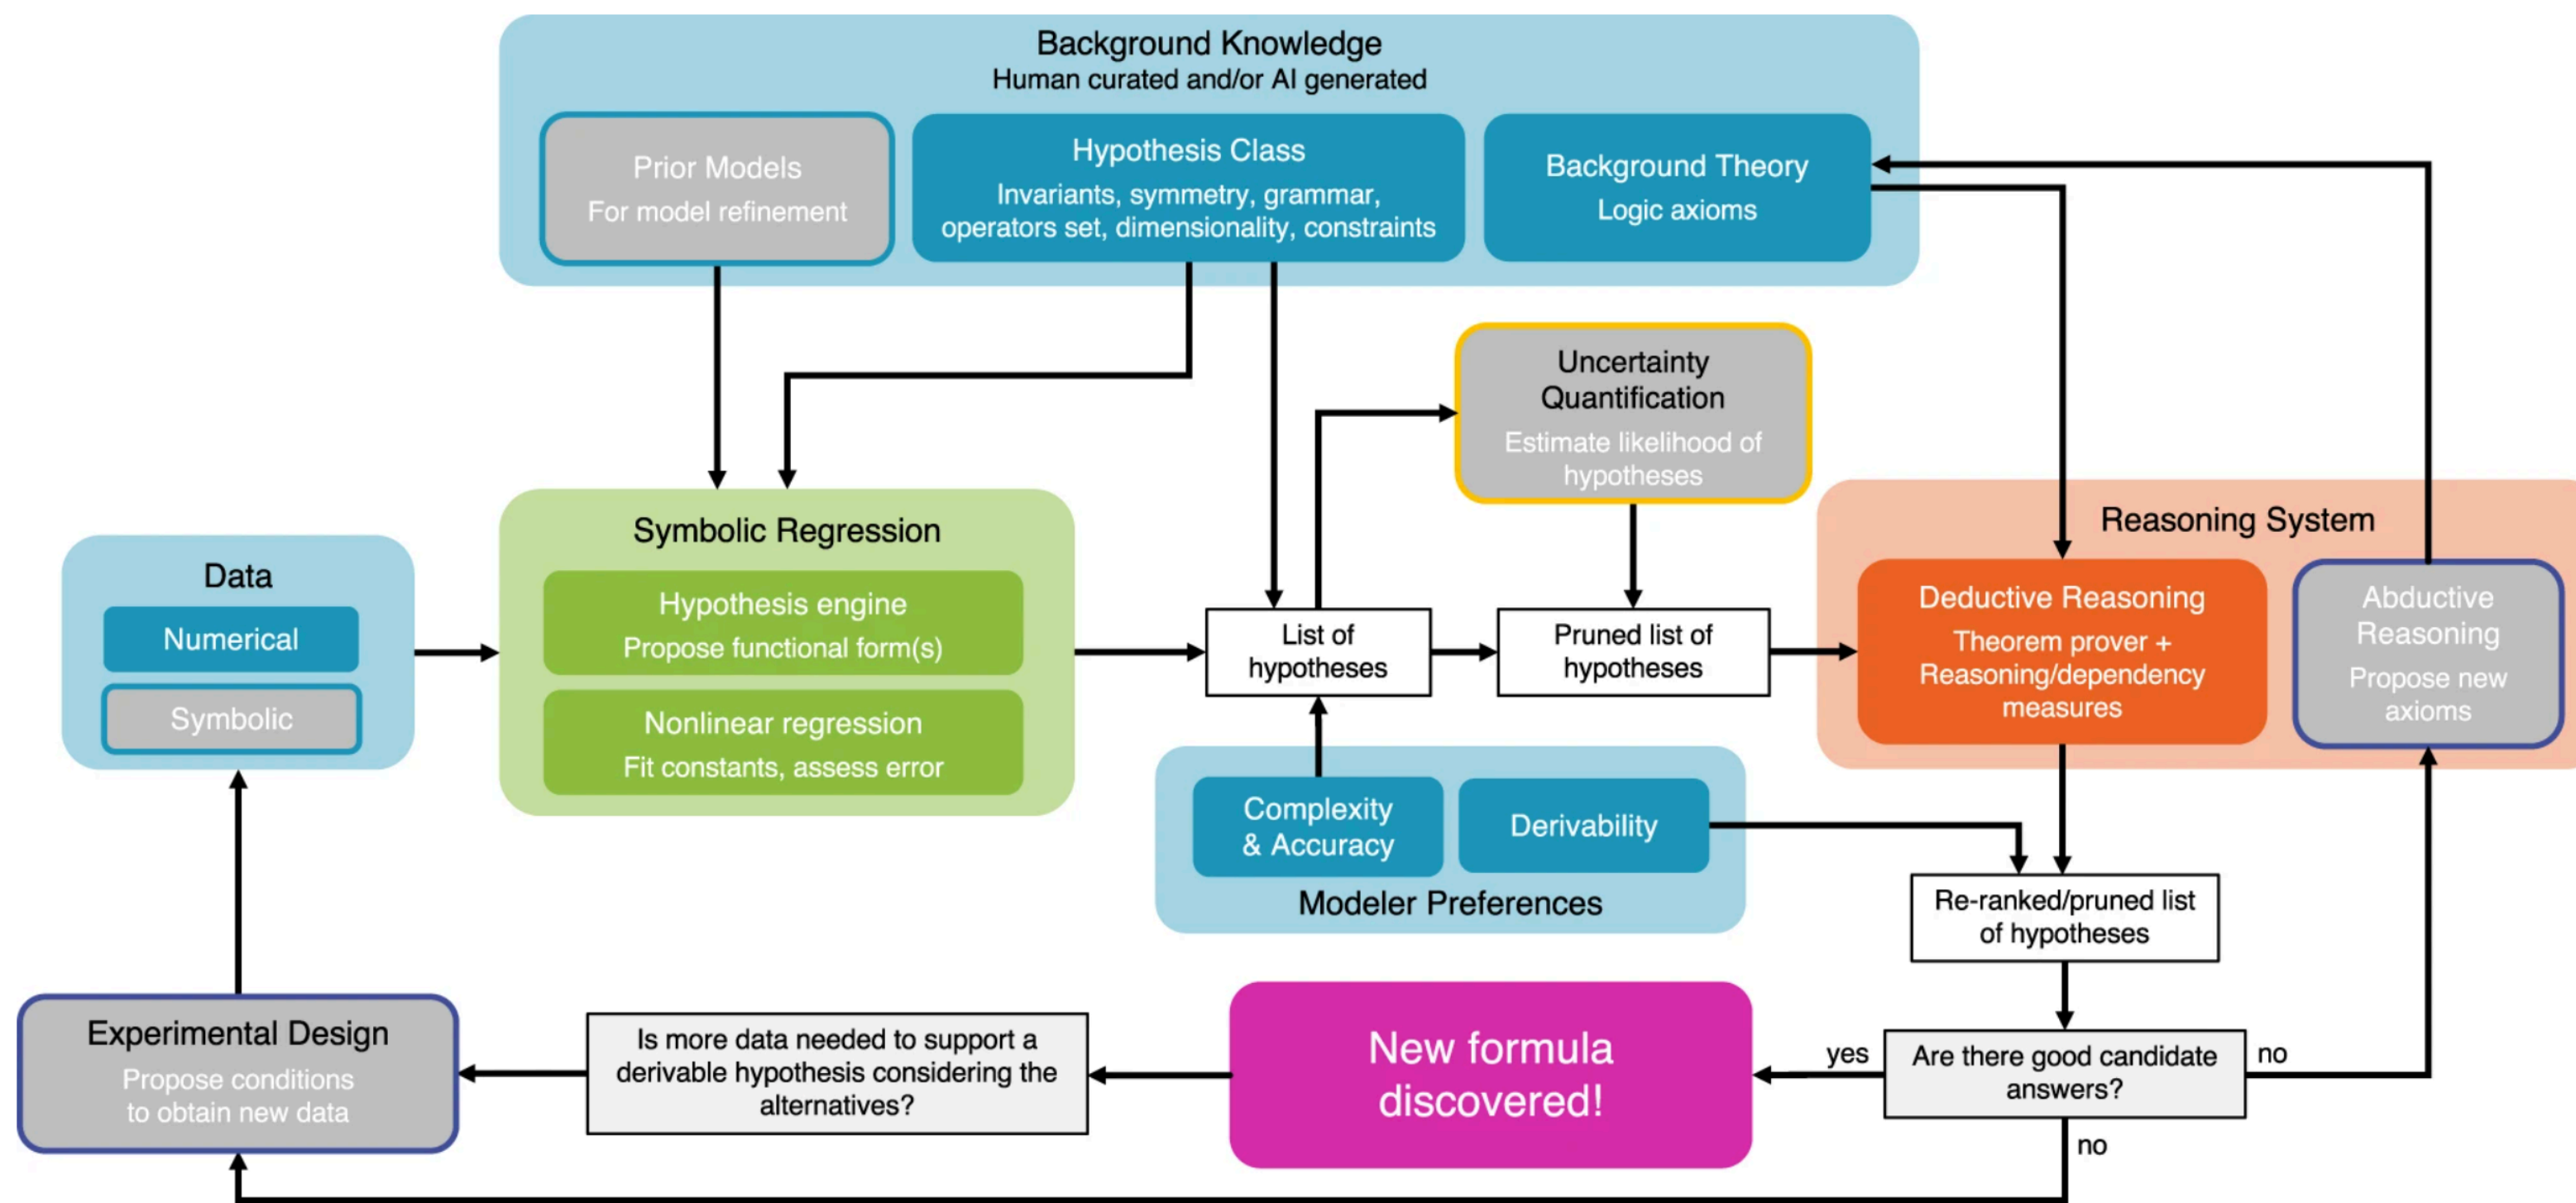 Background Knowledge
Human curated and/or AI generated
Prior Models
For model refinement
Hypothesis Class
Invariants, symmetry, grammar,
operators set, dimensionality, constraints
Background Theory
Logic axioms
Uncertainty
Quantification
Estimate likelihood of
hypotheses
Data
Numerical
Symbolic
Symbolic Regression
Hypothesis engine
Propose functional form(s)
Nonlinear regression
Fit constants, assess error
List of
hypotheses
Pruned list of
hypotheses
Reasoning System
Deductive Reasoning
Theorem prover +
Reasoning/dependency
measures
Abductive
Reasoning
Propose new
axioms
Complexity
& Accuracy
Derivability
Modeler Preferences
Re-ranked/pruned list
of hypotheses
Experimental Design
Propose conditions
to obtain new data
Is more data needed to support a
derivable hypothesis considering the
alternatives?
New formula
discovered!
yes
Are there good candidate
answers?
no
no